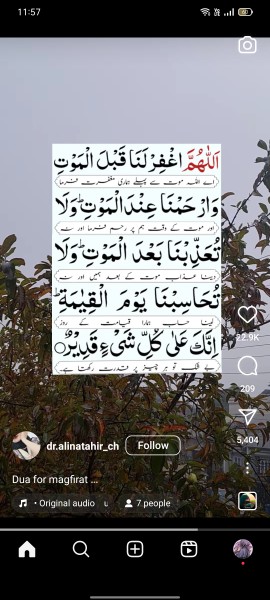 11:57
اَللّٰهُمَّ اغْفِرْ لَنَا قَبْلَ الْمَوْتِ
اے اللہ موت سے پہلے ہماری مغفرت فرما
وَارْحَمْنَا عِنْدَ الْمَوْتِ ۖ وَلَا
اور موت کے وقت ہم پر رحم فرما اور نہ
تُعَذِّبْنَا بَعْدَ الْمَوْتِ ۖ وَلَا
دینا عذاب موت کے بعد ہمیں اور نہ
تُحَاسِبْنَا يَوْمَ الْقِيٰمَةِ ۖ
لینا حساب ہمارا قیامت کے روز
اِنَّكَ عَلٰى كُلِّ شَىْءٍ قَدِيْرٌ
بے شک تو ہر چیز پر قدرت رکھتا ہے
22.9K
209
5,404
dr.alinatahir_ch
Follow
Dua for magfirat ...
• Original audio
7 people